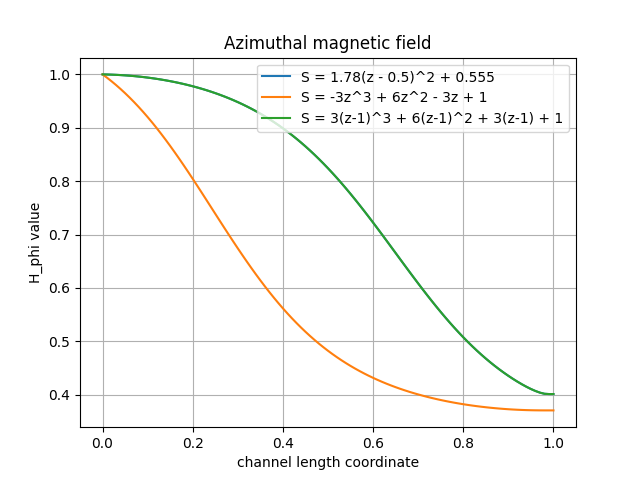 Azimuthal magnetic field
S = 1.78(z - 0.5)^2 + 0.555
S = -3z^3 + 6z^2 - 3z + 1
S = 3(z-1)^3 + 6(z-1)^2 + 3(z-1) + 1
H_phi value
1.0
0.9
0.8
0.7
0.6
0.5
0.4
0.0 0.2 0.4 0.6 0.8 1.0
channel length coordinate